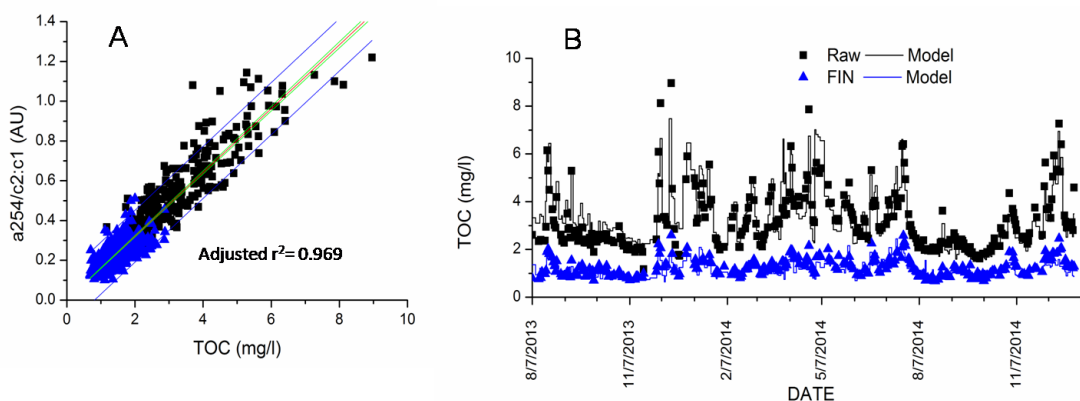 A
1.4
1.2
1.0
0.8
0.6
0.4
0.2
0.0
a254/c2:c1 (AU)
Adjusted r²= 0.969
0 2 4 6 8 10
TOC (mg/l)
B
Raw Model
FIN Model
10
8
6
4
2
0
TOC (mg/l)
8/7/2013 11/7/2013 2/7/2014 5/7/2014 8/7/2014 11/7/2014
DATE